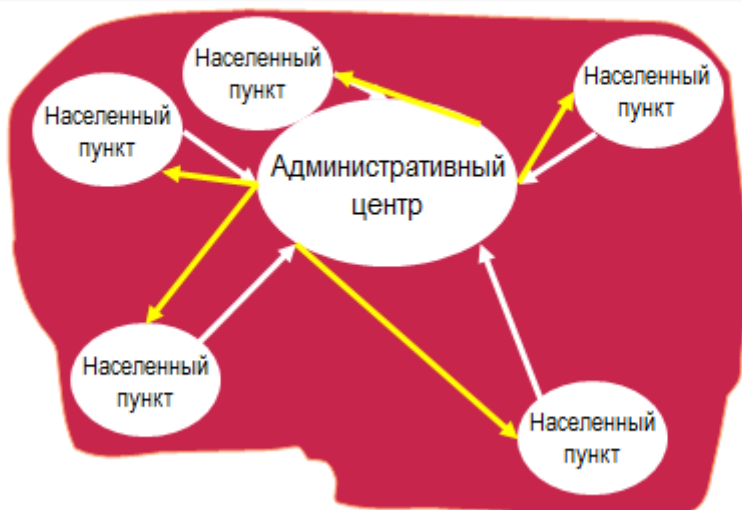 Населенный
пункт
Населенный
пункт
Населенный
пункт
Административный
центр
Населенный
пункт
Населенный
пункт